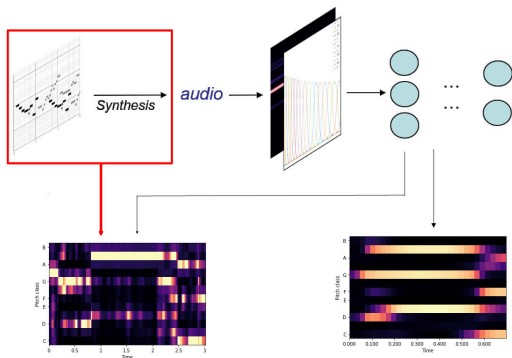 Synthesis
audio
...
...
...
...
B
A
G
F
E
D
C
Pitch class
0
0.5
1
1.5
2
2.5
3
Time
B
A
G
F
E
D
C
Pitch class
0.000
0.100
0.200
0.300
0.400
0.500
0.600
Time